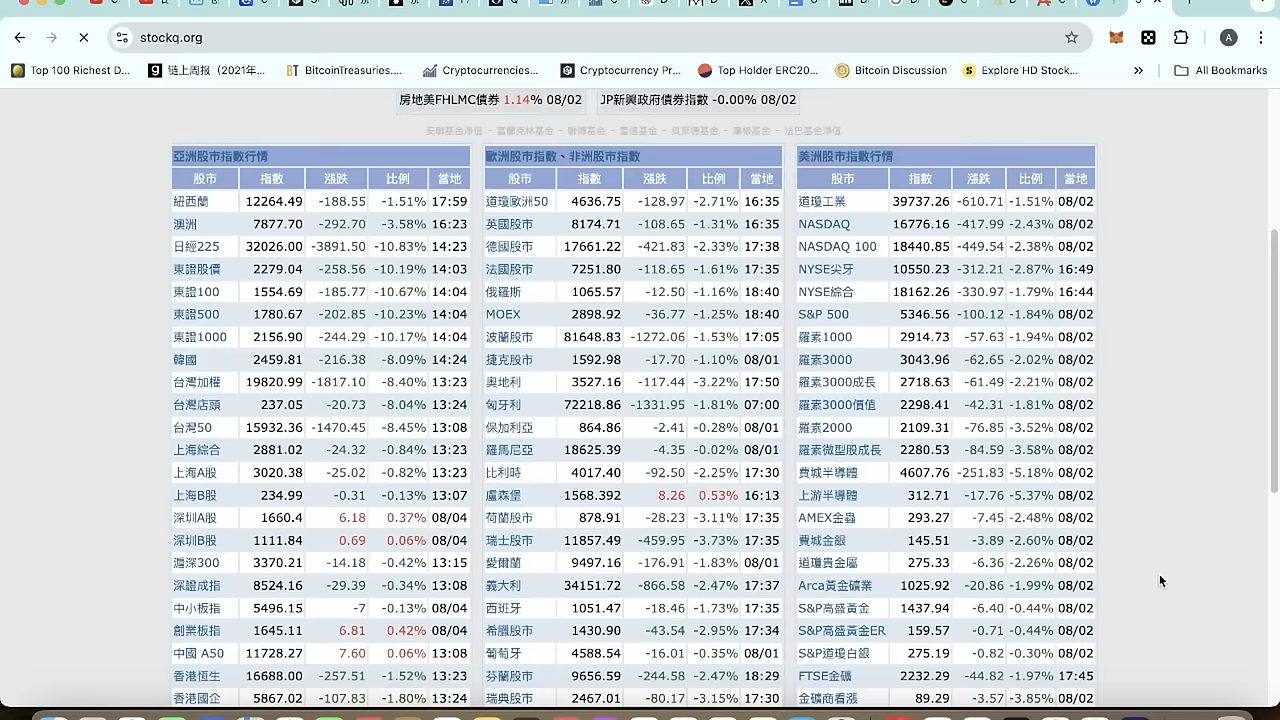 stockq.org
Top 100 Richest D...
链上周报（2021年...
BitcoinTreasuries....
Cryptocurrencies...
Cryptocurrency Pr...
Top Holder ERC20...
Bitcoin Discussion
Explore HD Stock...
All Bookmarks
房地美FHLMC債券 1.14% 08/02 JP新興政府債券指數 -0.00% 08/02
亞洲股市指數行情
股市 指數 漲跌 比例 當地
紐西蘭 12264.49 -188.55 -1.51% 17:59
澳洲 7877.70 -292.70 -3.58% 16:23
日經225 32026.00 -3891.50 -10.83% 14:23
東證股價 2279.04 -258.56 -10.19% 14:03
東證100 1554.69 -185.77 -10.67% 14:04
東證500 1780.67 -202.85 -10.23% 14:04
東證1000 2156.90 -244.29 -10.17% 14:04
韓國 2459.81 -216.38 -8.09% 14:24
台灣加權 19820.99 -1817.10 -8.40% 13:23
台灣店頭 237.05 -20.73 -8.04% 13:24
台灣50 15932.36 -1470.45 -8.45% 13:08
上海綜合 2881.02 -24.32 -0.84% 13:23
上海A股 3020.38 -25.02 -0.82% 13:23
上海B股 234.99 -0.31 -0.13% 13:07
深圳A股 1660.4 6.18 0.37% 08/04
深圳B股 1111.84 0.69 0.06% 08/04
滬深300 3370.21 -14.18 -0.42% 13:15
深證成指 8524.16 -29.39 -0.34% 13:08
中小板指 5496.15 -7 -0.13% 08/04
創業板指 1645.11 6.81 0.42% 08/04
中國 A50 11728.27 7.60 0.06% 13:08
香港恆生 16688.00 -257.51 -1.52% 13:23
香港國企 5867.02 -107.83 -1.80% 13:24
歐洲股市指數、非洲股市指數
股市 指數 漲跌 比例 當地
道瓊歐洲50 4636.75 -128.97 -2.71% 16:35
英國股市 8174.71 -108.65 -1.31% 16:35
德國股市 17661.22 -421.83 -2.33% 17:38
法國股市 7251.80 -118.65 -1.61% 17:35
俄羅斯 1065.57 -12.50 -1.16% 18:40
MOEX 2898.92 -36.77 -1.25% 18:40
波蘭股市 81648.83 -1272.06 -1.53% 17:05
捷克股市 1592.98 -17.70 -1.10% 08/01
奧地利 3527.16 -117.44 -3.22% 17:50
匈牙利 72218.86 -1331.95 -1.81% 07:00
保加利亞 864.86 -2.41 -0.28% 08/01
羅馬尼亞 18625.39 -4.35 -0.02% 08/01
比利時 4017.40 -92.50 -2.25% 17:30
盧森堡 1568.392 8.26 0.53% 16:13
荷蘭股市 878.91 -28.23 -3.11% 17:35
瑞士股市 11857.49 -459.95 -3.73% 17:35
愛爾蘭 9497.16 -176.91 -1.83% 08/01
義大利 34151.72 -866.58 -2.47% 17:37
西班牙 1051.47 -18.46 -1.73% 17:35
希臘股市 1430.90 -43.54 -2.95% 17:34
葡萄牙 4588.54 -16.01 -0.35% 08/01
芬蘭股市 9656.59 -244.58 -2.47% 18:29
瑞典股市 2467.01 -80.17 -3.15% 17:30
美洲股市指數行情
股市 指數 漲跌 比例 當地
道瓊工業 39737.26 -610.71 -1.51% 08/02
NASDAQ 16776.16 -417.99 -2.43% 08/02
NASDAQ 100 18440.85 -449.54 -2.38% 08/02
NYSE尖牙 10550.23 -312.21 -2.87% 16:49
NYSE綜合 18162.26 -330.97 -1.79% 16:44
S&P 500 5346.56 -100.12 -1.84% 08/02
羅素1000 2914.73 -57.63 -1.94% 08/02
羅素3000 3043.96 -62.65 -2.02% 08/02
羅素3000成長 2718.63 -61.49 -2.21% 08/02
羅素3000價值 2298.41 -42.31 -1.81% 08/02
羅素2000 2109.31 -76.85 -3.52% 08/02
羅素微型股成長 2280.53 -84.59 -3.58% 08/02
費城半導體 4607.76 -251.83 -5.18% 08/02
上游半導體 312.71 -17.76 -5.37% 08/02
AMEX金蟲 293.27 -7.45 -2.48% 08/02
費城金銀 145.51 -3.89 -2.60% 08/02
道瓊貴金屬 275.33 -6.36 -2.26% 08/02
Arca黃金礦業 1025.92 -20.86 -1.99% 08/02
S&P高盛黃金 1437.94 -6.40 -0.44% 08/02
S&P高盛黃金ER 159.57 -0.71 -0.44% 08/02
S&P道瓊白銀 275.19 -0.82 -0.30% 08/02
FTSE金礦 2232.29 -44.82 -1.97% 17:45
金礦商看漲 89.29 -3.57 -3.85% 08/02